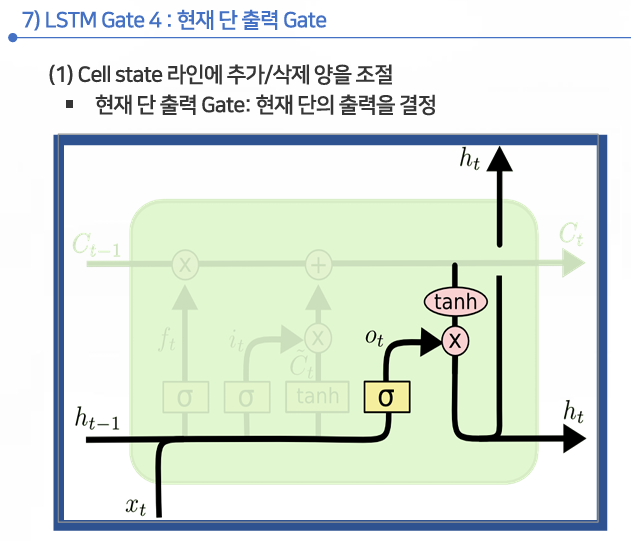 7) LSTM Gate 4 : 현재 단 출력 Gate
(1) Cell state 라인에 추가/삭제 양을 조절
▪ 현재 단 출력 Gate: 현재 단의 출력을 결정
h_t
C_{t-1}
C_t
x
+
tanh
f_t
i_t
x
o_t
x
C̃_t
σ
σ
tanh
σ
h_{t-1}
h_t
x_t